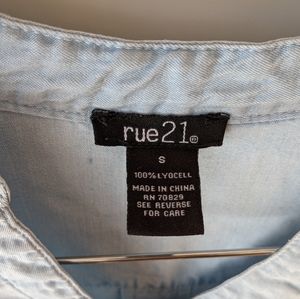 rue21®
S
100% LYOCELL
MADE IN CHINA
RN 70829
SEE REVERSE
FOR CARE